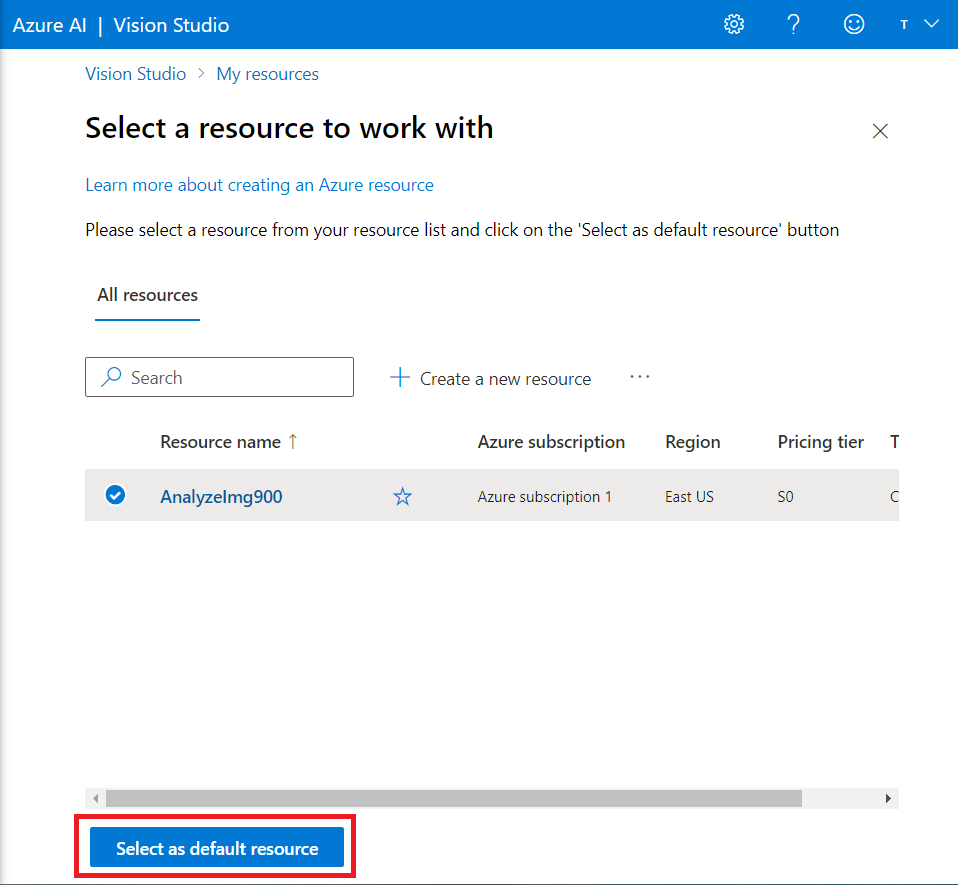 Azure AI | Vision Studio ? T
Vision Studio > My resources
Select a resource to work with
Learn more about creating an Azure resource
Please select a resource from your resource list and click on the 'Select as default resource' button
All resources
Search + Create a new resource ...
Resource name ↑ Azure subscription Region Pricing tier T
AnalyzeImg900 Azure subscription 1 East US S0
Select as default resource